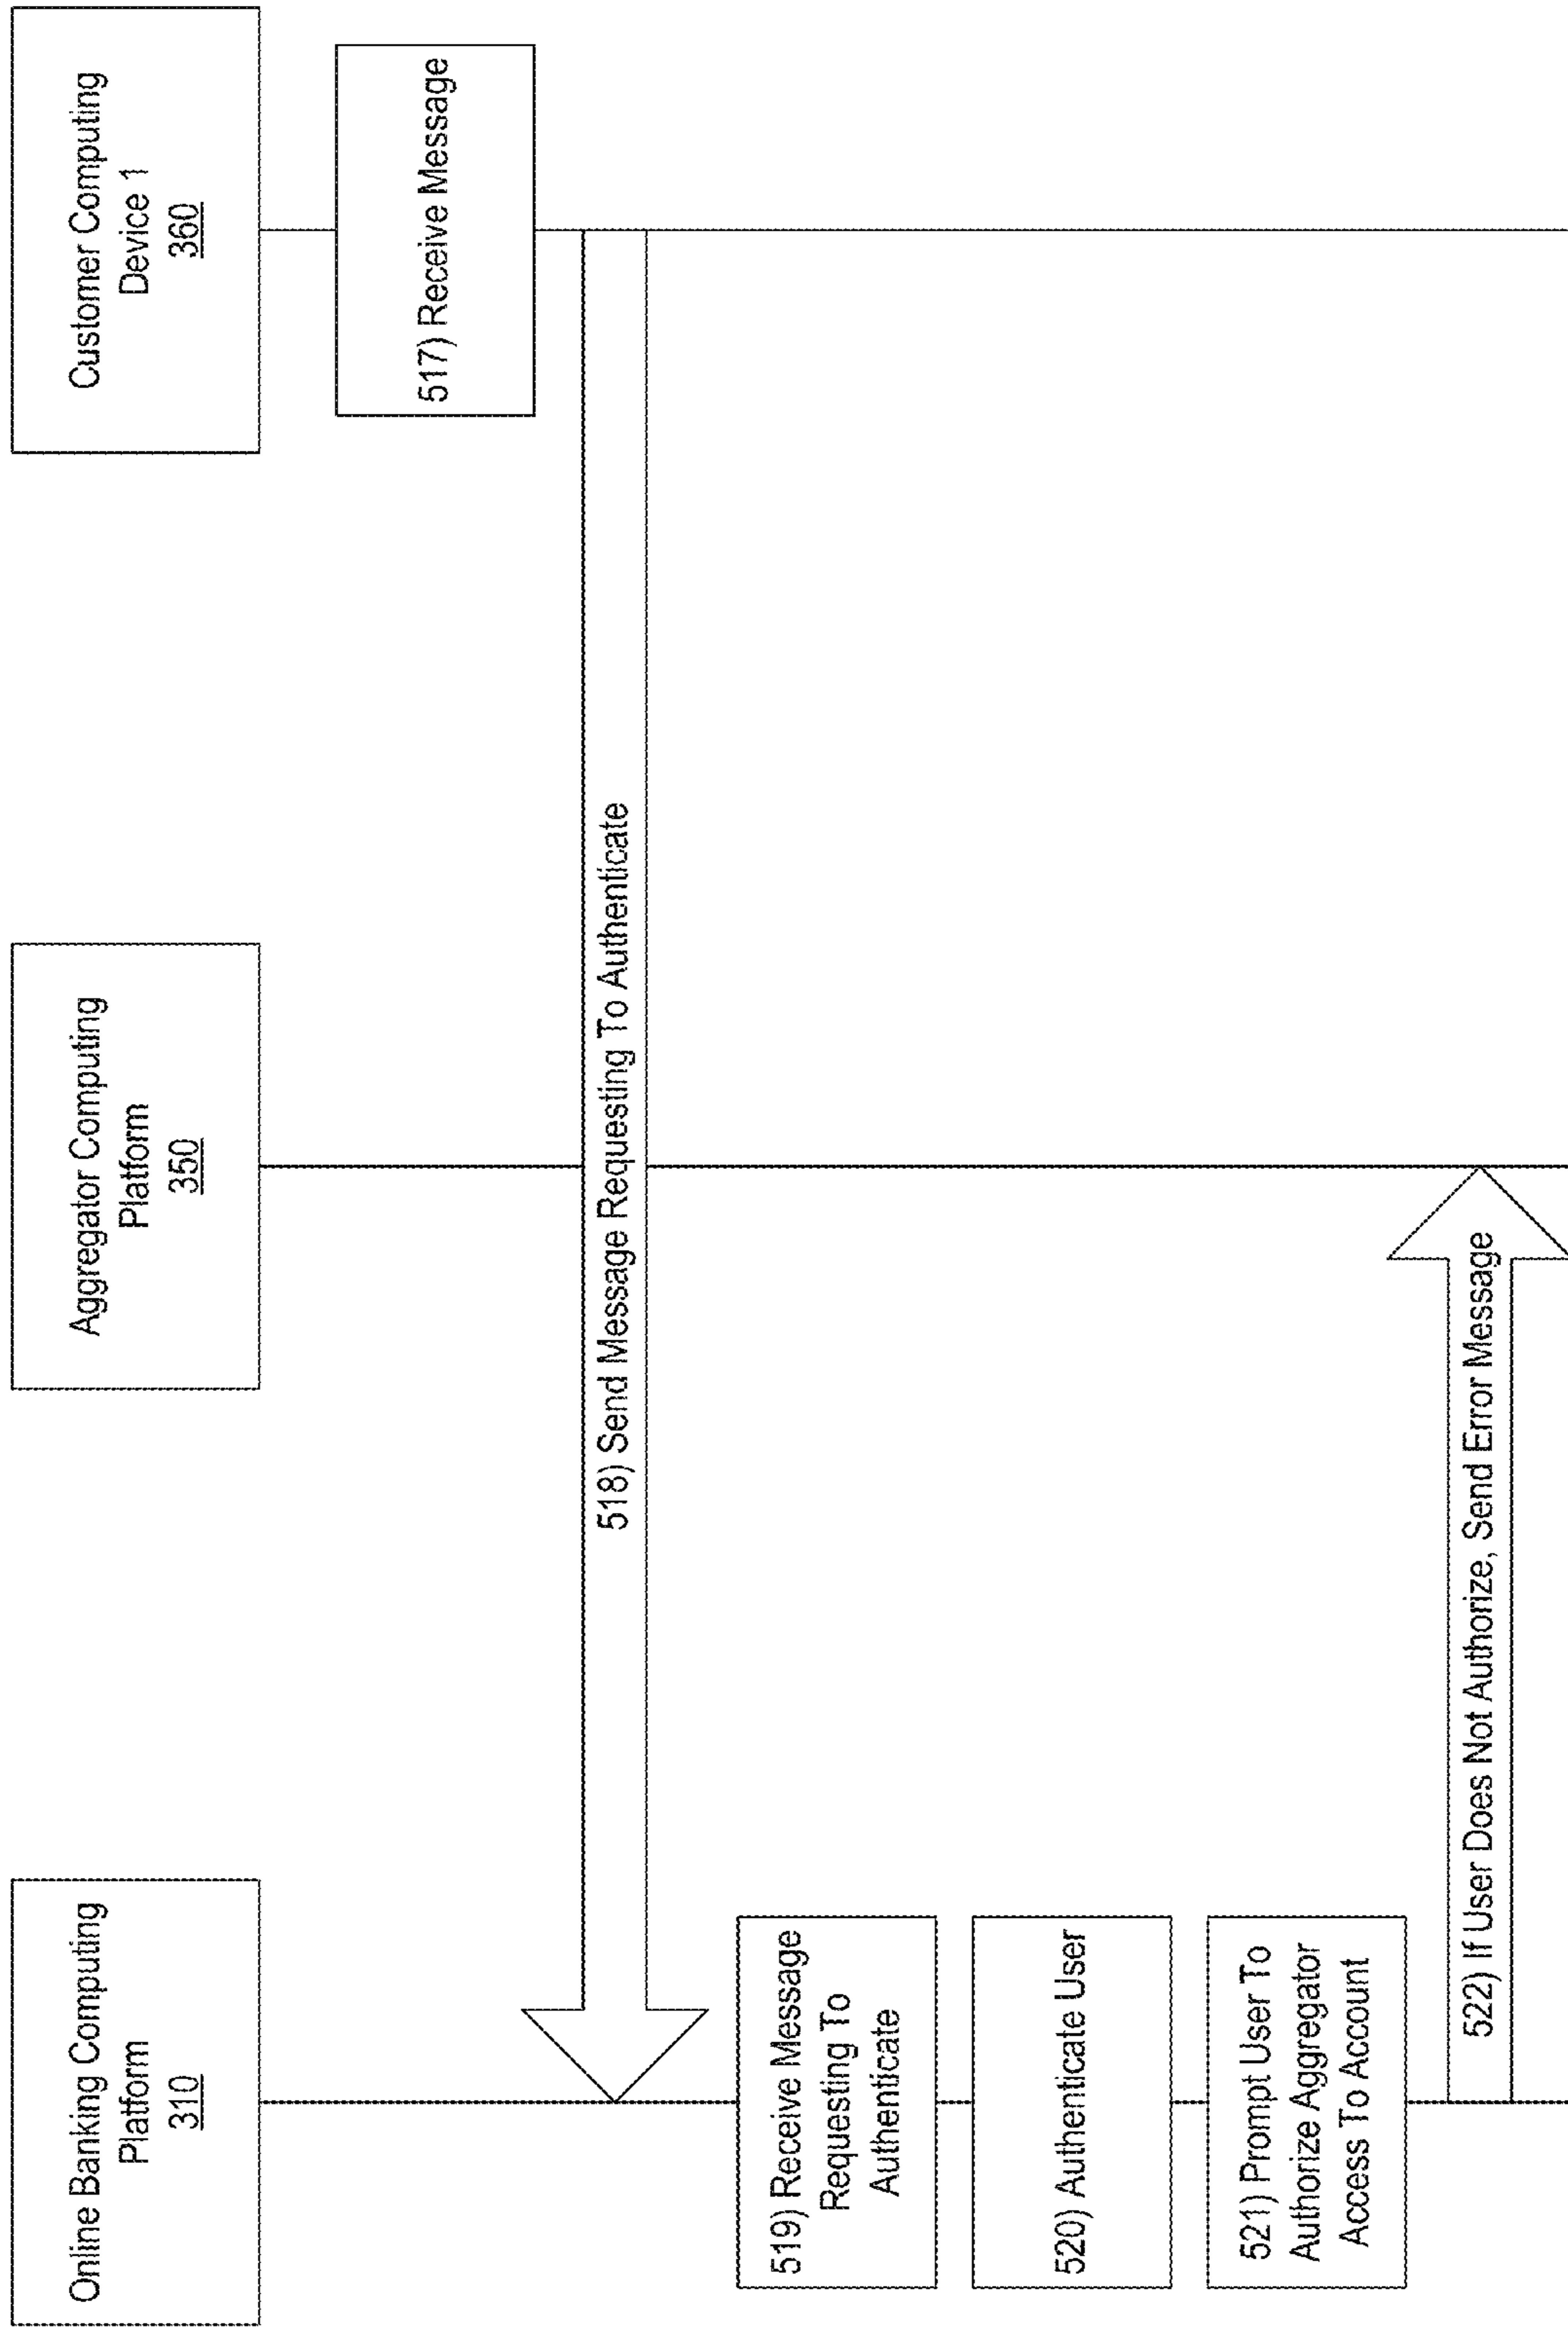 Online Banking Computing
Platform
310
Aggregator Computing
Platform
350
Customer Computing
Device 1
360
517) Receive Message
518) Send Message Requesting To Authenticate
519) Receive Message
Requesting To
Authenticate
520) Authenticate User
521) Prompt User To
Authorize Aggregator
Access To Account
522) If User Does Not Authorize, Send Error Message